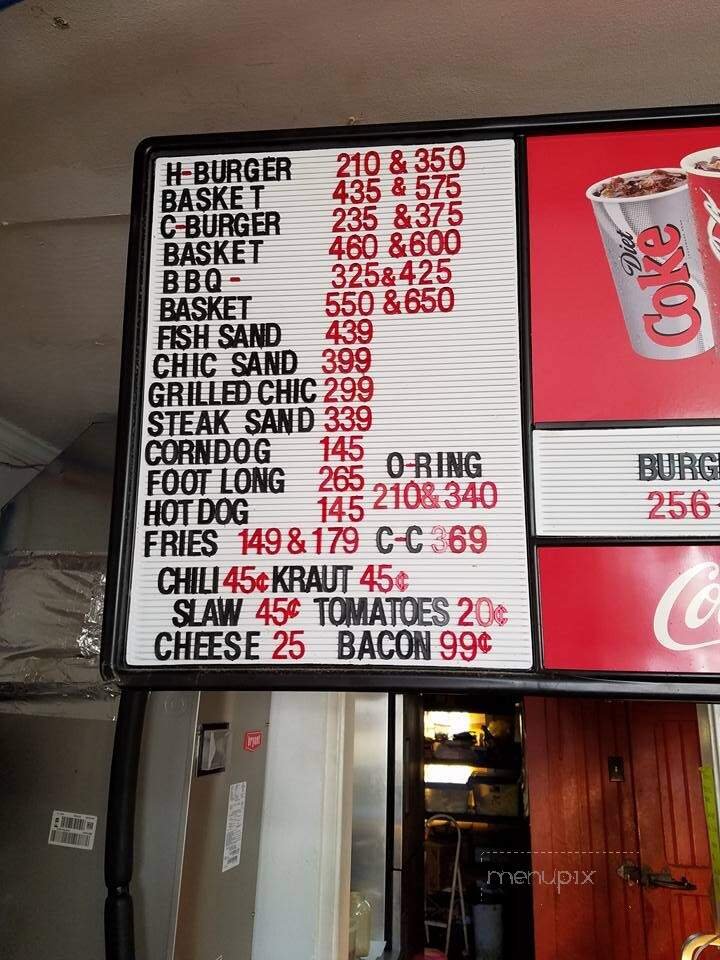 H-BURGER 210 & 350
BASKET 435 & 575
C-BURGER 235 & 375
BASKET 460 & 600
BBQ - 325 & 425
BASKET 550 & 650
FISH SAND 439
CHIC SAND 399
GRILLED CHIC 299
STEAK SAND 339
CORNDOG 145
FOOT LONG 265 O-RING
HOT DOG 145 210 & 340
FRIES 149 & 179 C-C 369
CHILI 45¢ KRAUT 45¢
SLAW 45¢ TOMATOES 20¢
CHEESE 25 BACON 99¢
Diet
Coke
BURG
256
Co
bryant
menupix